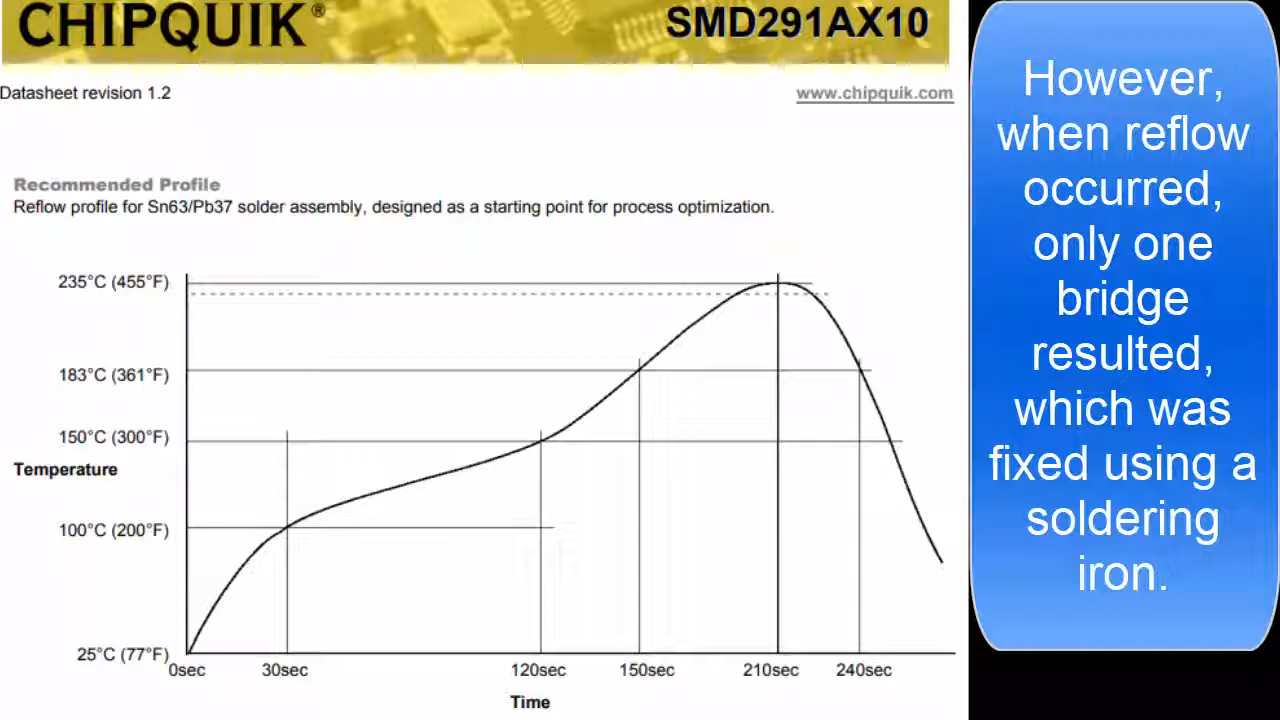 CHIPQUIK®
SMD291AX10
Datasheet revision 1.2
www.chipquik.com
Recommended Profile
Reflow profile for Sn63/Pb37 solder assembly, designed as a starting point for process optimization.
235°C (455°F)
183°C (361°F)
150°C (300°F)
Temperature
100°C (200°F)
25°C (77°F)
0sec 30sec 120sec 150sec 210sec 240sec
Time
However,
when reflow
occurred,
only one
bridge
resulted,
which was
fixed using a
soldering
iron.